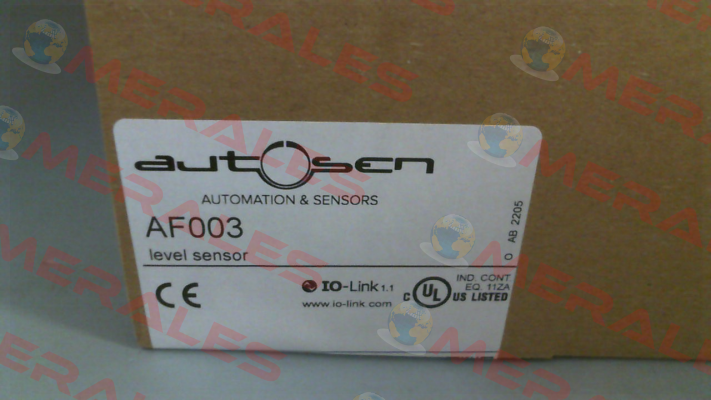 autosen
AUTOMATION & SENSORS
AF003
level sensor
O AB 2205
CE
IO-Link 1.1
www.io-link.com
C UL US LISTED
IND. CONT.
EQ. 11ZA
MERALES